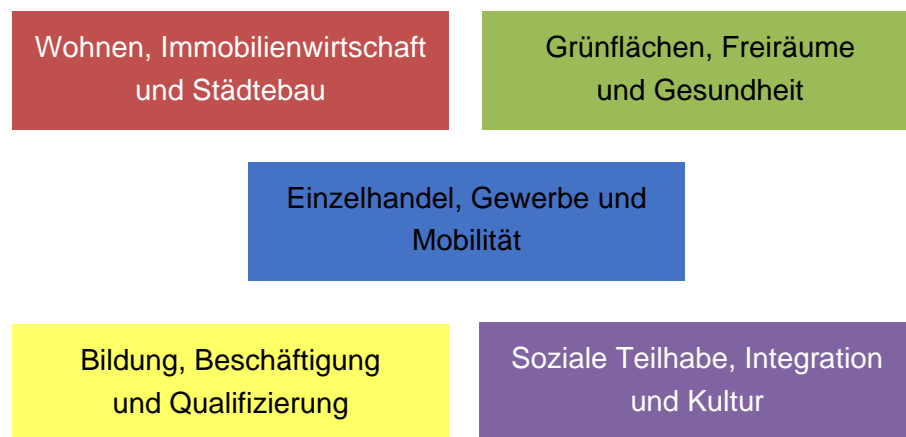 Wohnen, Immobilienwirtschaft
und Städtebau
Grünflächen, Freiräume
und Gesundheit
Einzelhandel, Gewerbe und
Mobilität
Bildung, Beschäftigung
und Qualifizierung
Soziale Teilhabe, Integration
und Kultur